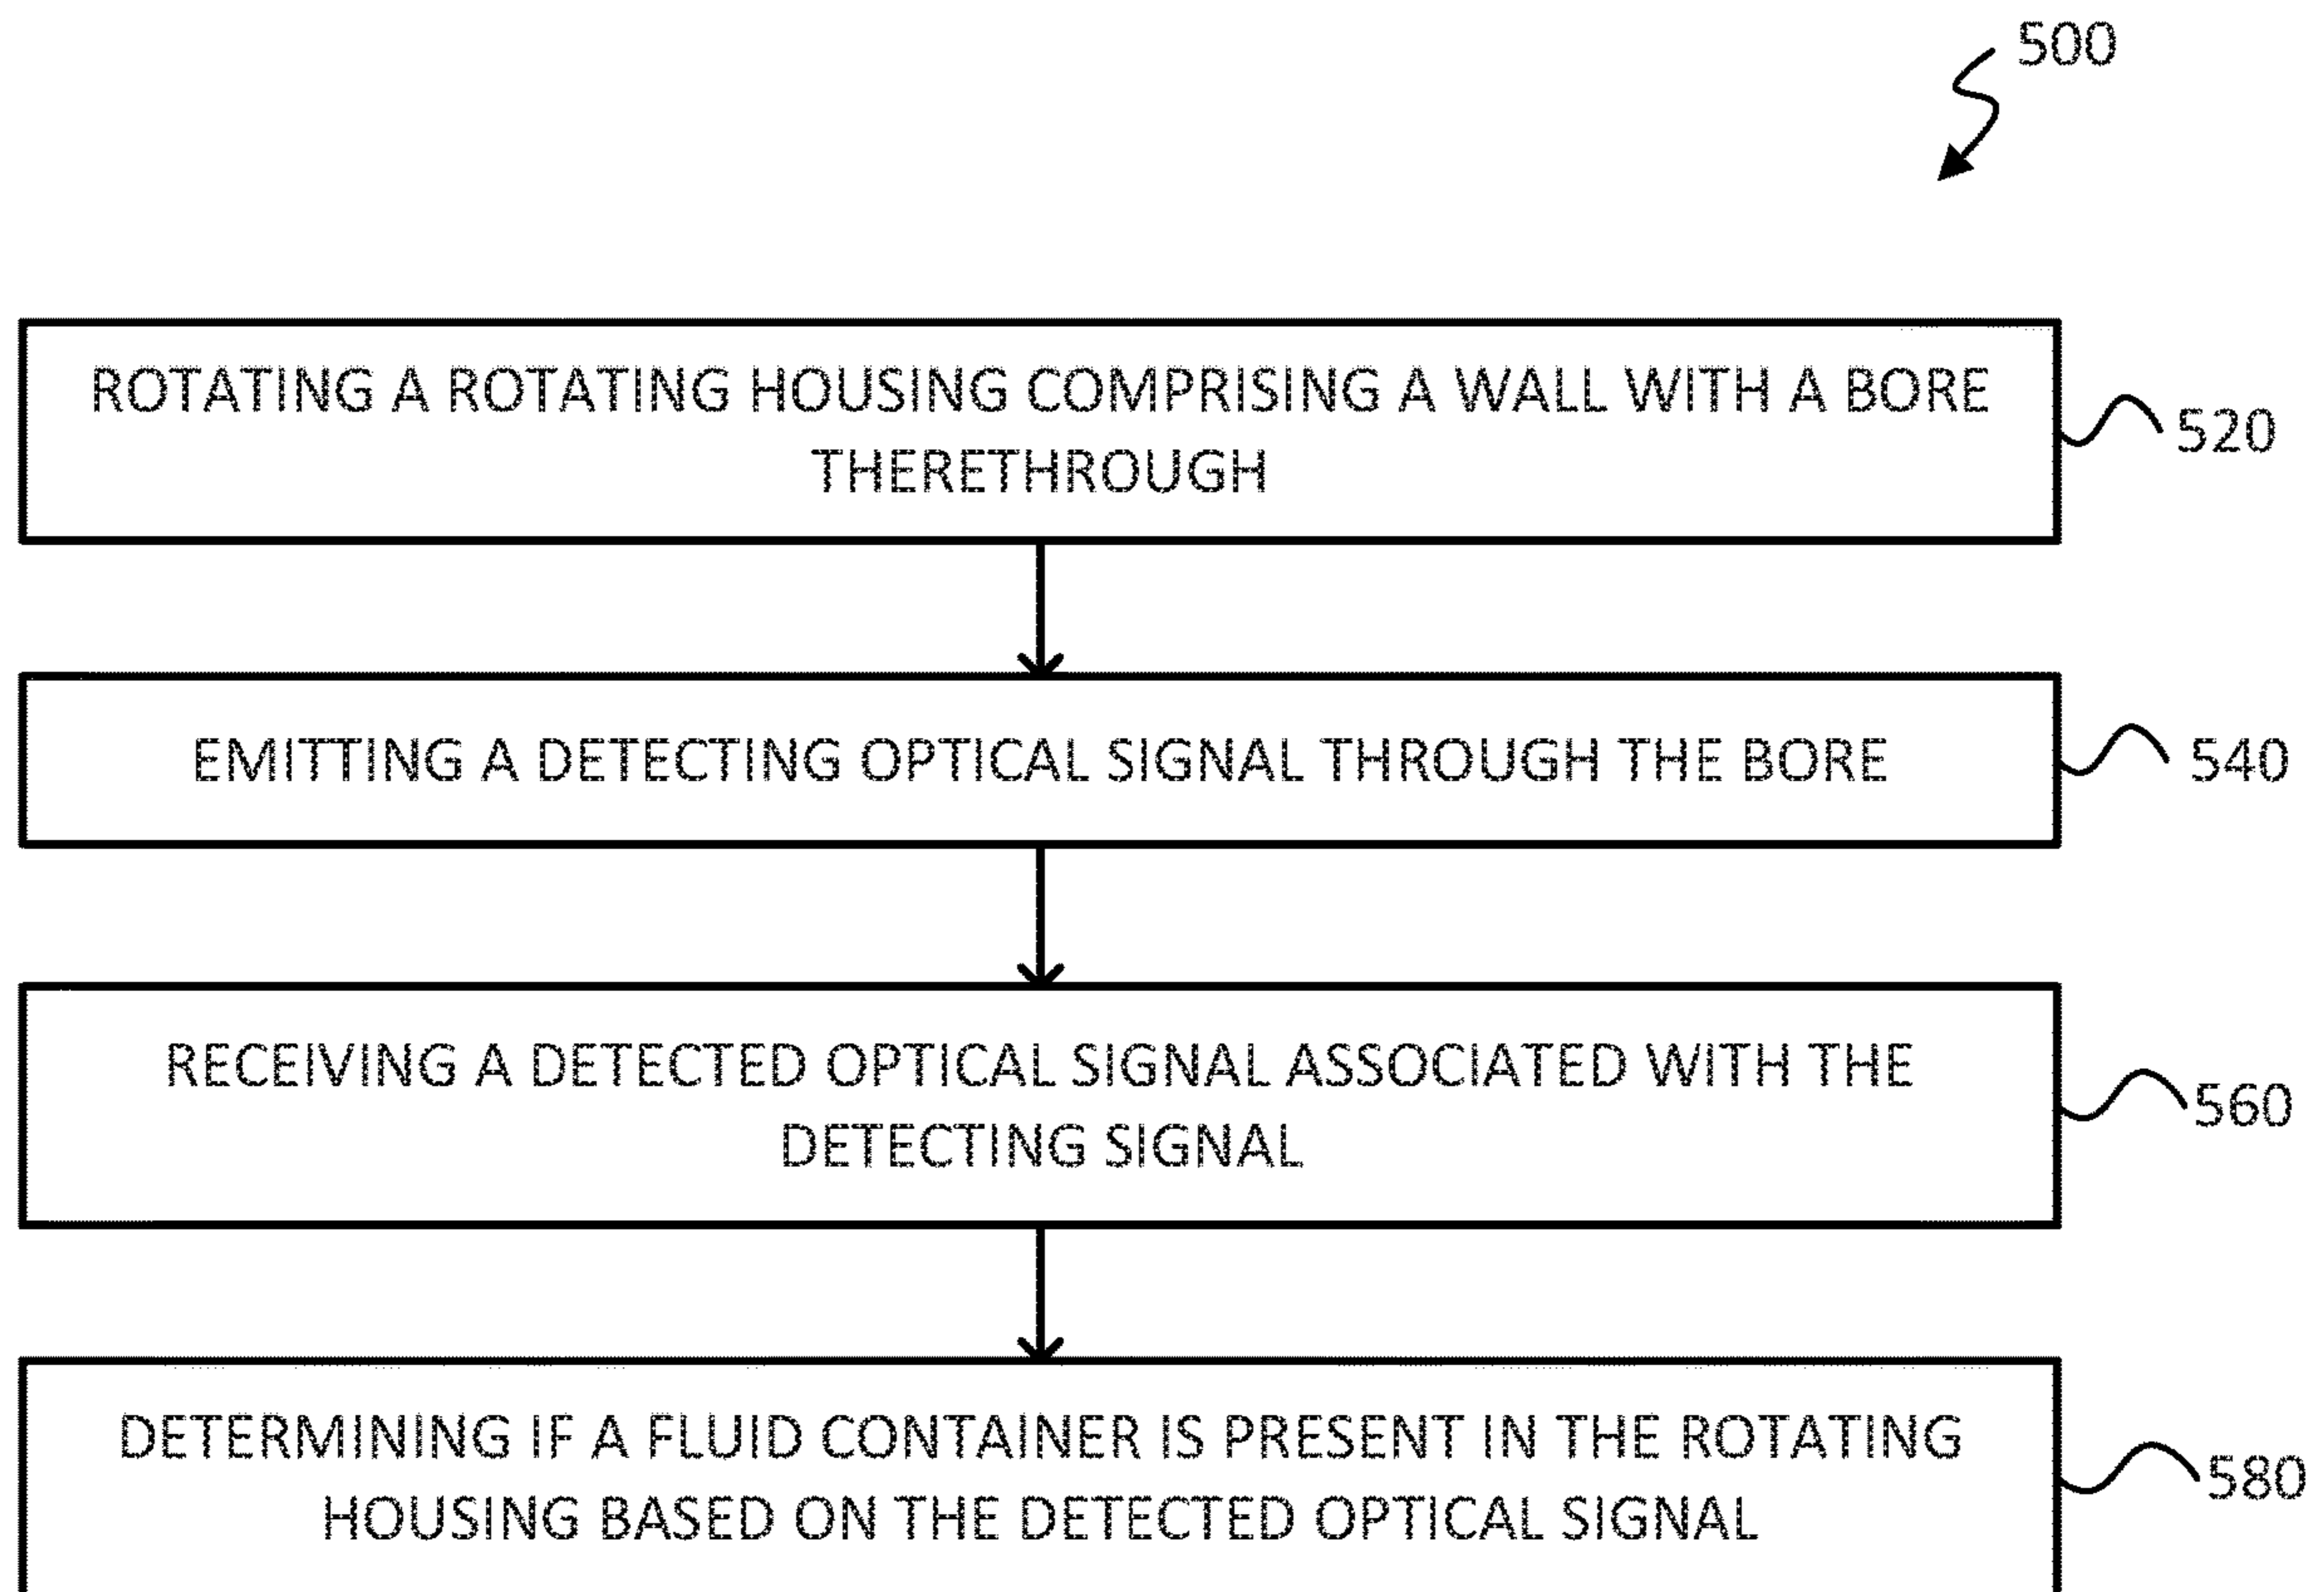 500
ROTATING A ROTATING HOUSING COMPRISING A WALL WITH A BORE
THERETHROUGH
520
EMITTING A DETECTING OPTICAL SIGNAL THROUGH THE BORE
540
RECEIVING A DETECTED OPTICAL SIGNAL ASSOCIATED WITH THE
DETECTING SIGNAL
560
DETERMINING IF A FLUID CONTAINER IS PRESENT IN THE ROTATING
HOUSING BASED ON THE DETECTED OPTICAL SIGNAL
580